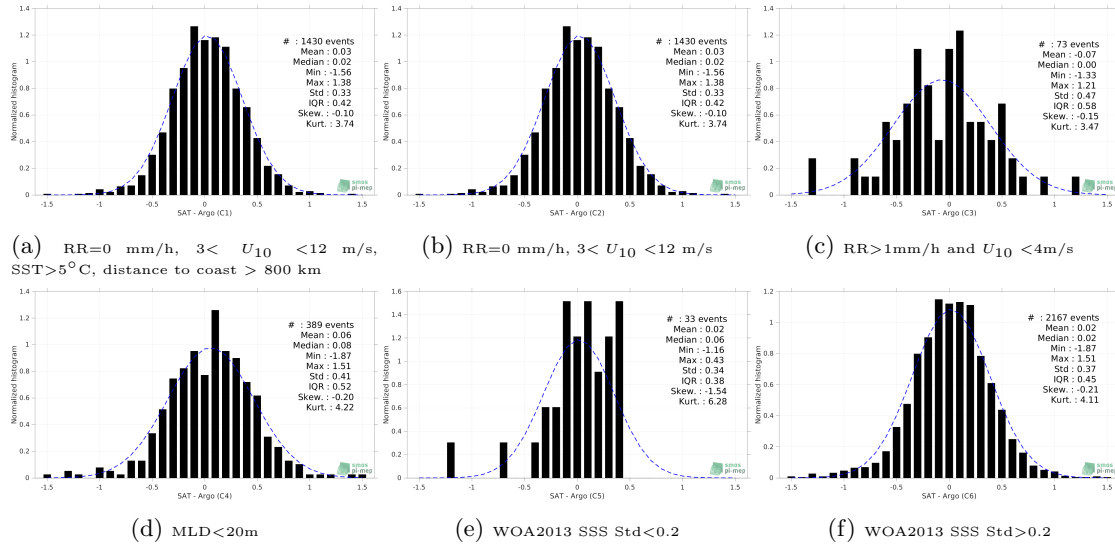 1.4
1.2
1
0.8
0.6
0.4
0.2
0
Normalized histogram
# : 1430 events
Mean : 0.03
Median : 0.02
Min : -1.56
Max : 1.38
Std : 0.33
IQR : 0.42
Skew. : -0.10
Kurt. : 3.74
smos
pi-mep
-1.5 -1 -0.5 0 0.5 1 1.5
SAT - Argo (C1)
(a) RR=0 mm/h, 3< U10 <12 m/s,
SST>5°C, distance to coast > 800 km
1.4
1.2
1
0.8
0.6
0.4
0.2
0
Normalized histogram
# : 1430 events
Mean : 0.03
Median : 0.02
Min : -1.56
Max : 1.38
Std : 0.33
IQR : 0.42
Skew. : -0.10
Kurt. : 3.74
smos
pi-mep
-1.5 -1 -0.5 0 0.5 1 1.5
SAT - Argo (C2)
(b) RR=0 mm/h, 3< U10 <12 m/s
1.4
1.2
1
0.8
0.6
0.4
0.2
0
Normalized histogram
# : 73 events
Mean : -0.07
Median : 0.00
Min : -1.33
Max : 1.21
Std : 0.47
IQR : 0.58
Skew. : -0.15
Kurt. : 3.47
smos
pi-mep
-1.5 -1 -0.5 0 0.5 1 1.5
SAT - Argo (C3)
(c) RR>1mm/h and U10 <4m/s
1.4
1.2
1
0.8
0.6
0.4
0.2
0
Normalized histogram
# : 389 events
Mean : 0.06
Median : 0.08
Min : -1.87
Max : 1.51
Std : 0.41
IQR : 0.52
Skew. : -0.20
Kurt. : 4.22
smos
pi-mep
-1.5 -1 -0.5 0 0.5 1 1.5
SAT - Argo (C4)
(d) MLD<20m
1.6
1.4
1.2
1
0.8
0.6
0.4
0.2
0
Normalized histogram
# : 33 events
Mean : 0.02
Median : 0.06
Min : -1.16
Max : 0.43
Std : 0.34
IQR : 0.38
Skew. : -1.54
Kurt. : 6.28
smos
pi-mep
-1.5 -1 -0.5 0 0.5 1 1.5
SAT - Argo (C5)
(e) WOA2013 SSS Std<0.2
1.2
1
0.8
0.6
0.4
0.2
0
Normalized histogram
# : 2167 events
Mean : 0.02
Median : 0.02
Min : -1.87
Max : 1.51
Std : 0.37
IQR : 0.45
Skew. : -0.21
Kurt. : 4.11
smos
pi-mep
-1.5 -1 -0.5 0 0.5 1 1.5
SAT - Argo (C6)
(f) WOA2013 SSS Std>0.2